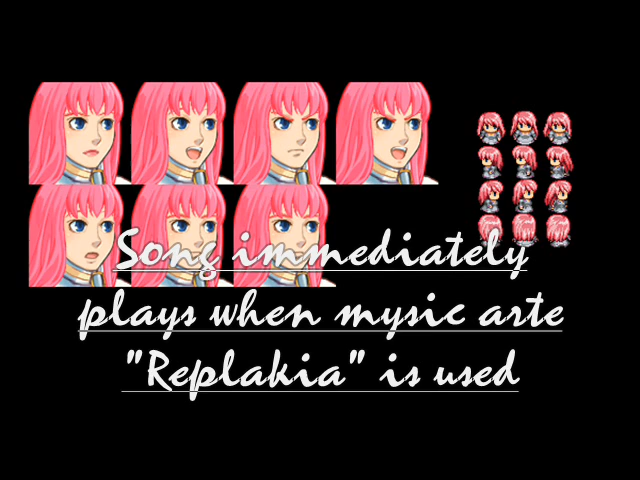 Song immediately
plays when mysic arte
"Replakia" is used